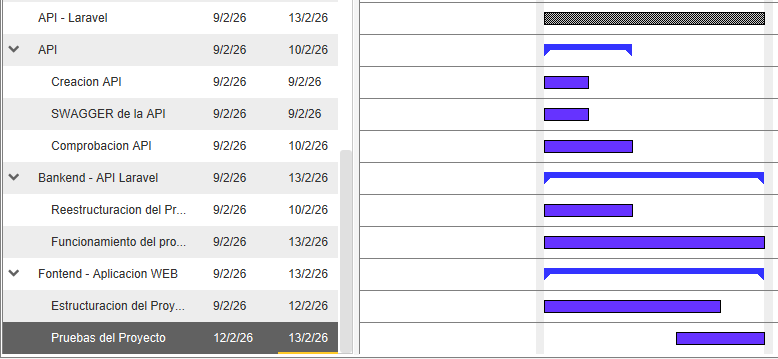 API - Laravel 9/2/26 13/2/26
API 9/2/26 10/2/26
Creacion API 9/2/26 9/2/26
SWAGGER de la API 9/2/26 9/2/26
Comprobacion API 9/2/26 10/2/26
Bankend - API Laravel 9/2/26 13/2/26
Reestructuracion del Pr... 9/2/26 10/2/26
Funcionamiento del pro... 9/2/26 13/2/26
Fontend - Aplicacion WEB 9/2/26 13/2/26
Estructuracion del Proy... 9/2/26 12/2/26
Pruebas del Proyecto 12/2/26 13/2/26